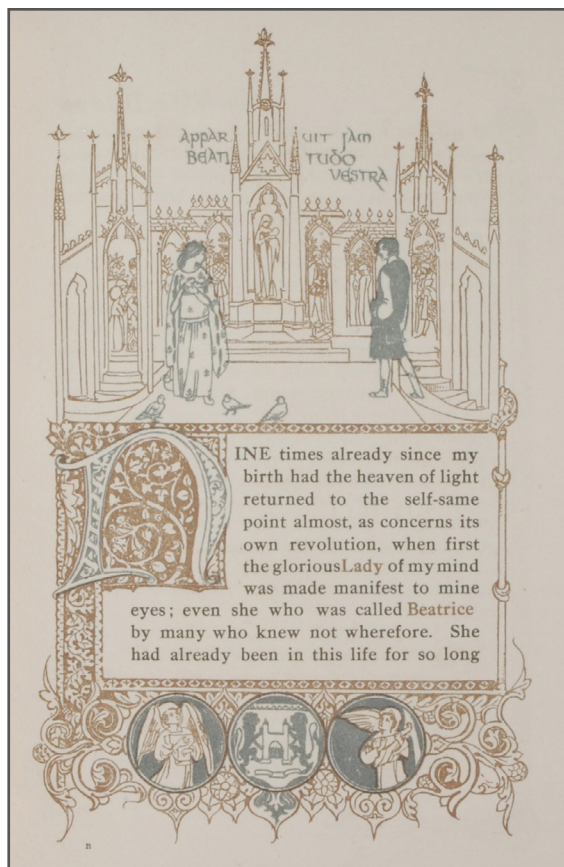 APPAR UIT JAM
BEATI TUDO
VESTRA
NINE times already since my
birth had the heaven of light
returned to the self-same
point almost, as concerns its
own revolution, when first
the glorious Lady of my mind
was made manifest to mine
eyes; even she who was called Beatrice
by many who knew not wherefore. She
had already been in this life for so long
n